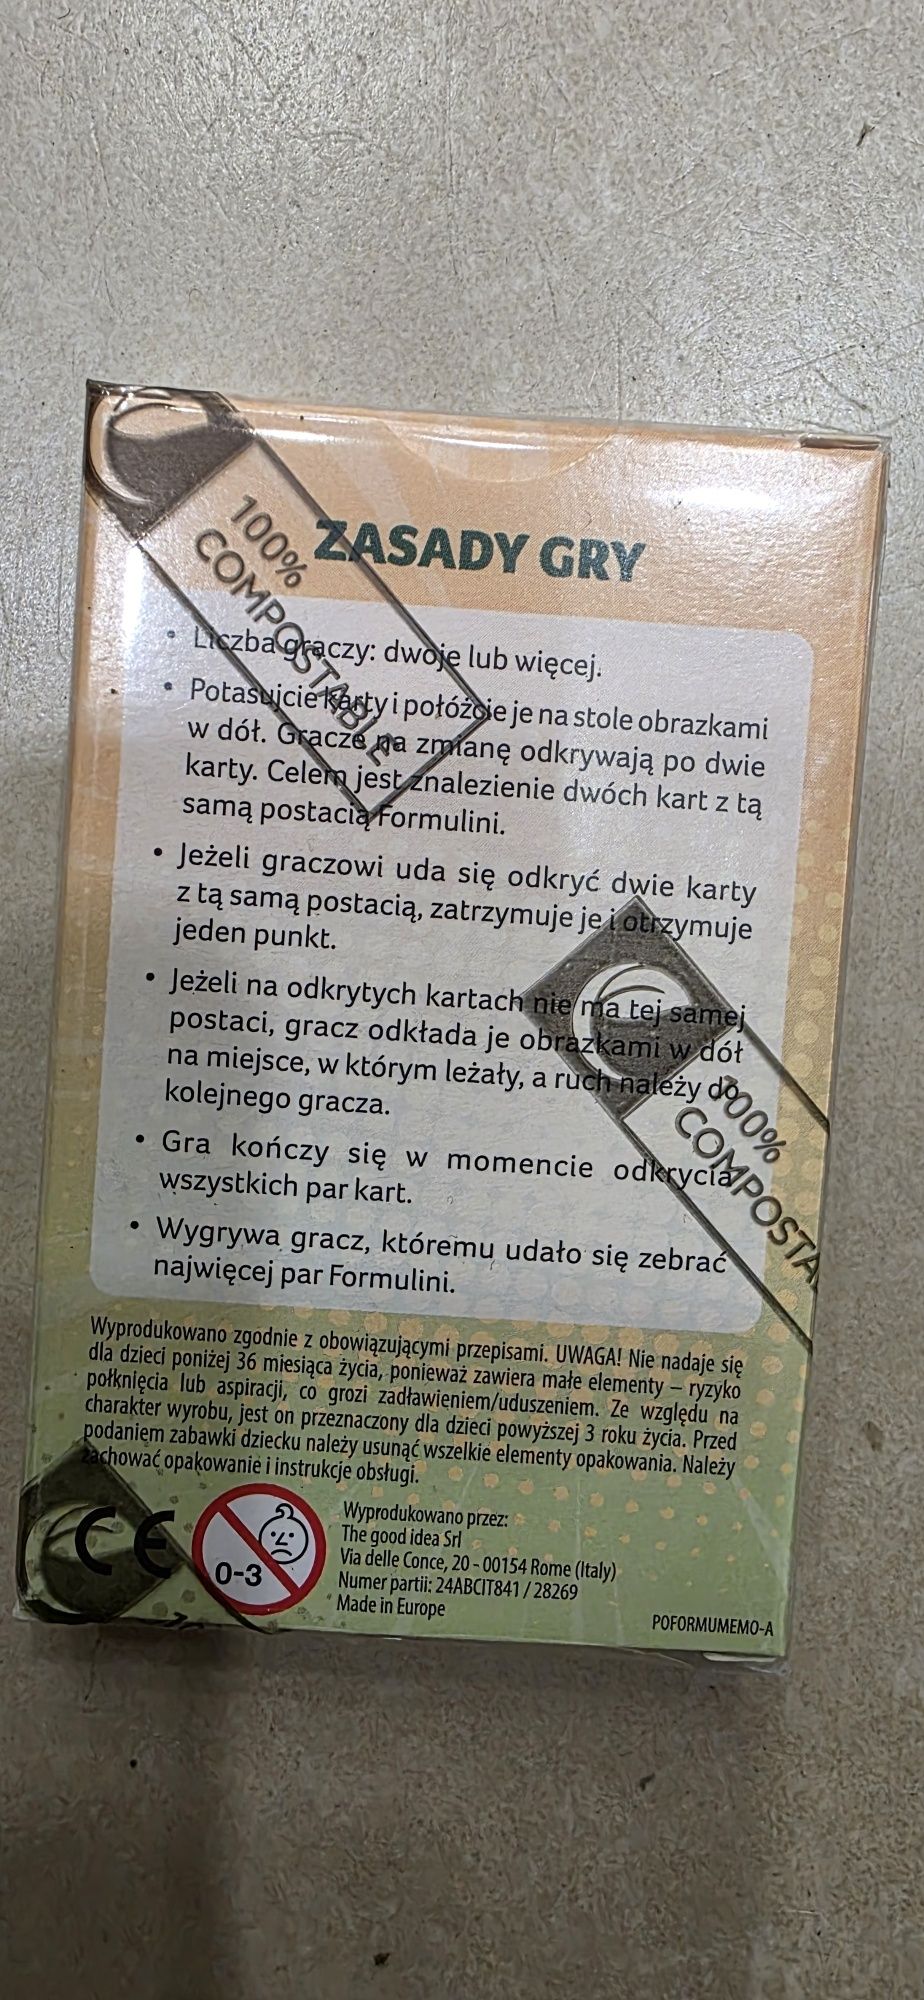 100%
COMPOSTABLE
ZASADY GRY
• Liczba graczy: dwoje lub więcej.
• Potasujcie karty i połóżcie je na stole obrazkami
w dół. Gracze na zmianę odkrywają po dwie
karty. Celem jest znalezienie dwóch kart z tą
samą postacią Formulini.
• Jeżeli graczowi uda się odkryć dwie karty
z tą samą postacią, zatrzymuje je i otrzymuje
jeden punkt.
• Jeżeli na odkrytych kartach nie ma tej samej
postaci, gracz odkłada je obrazkami w dół
na miejsce, w którym leżały, a ruch należy do
kolejnego gracza.
100%
COMPOSTA
• Gra kończy się w momencie odkrycia
wszystkich par kart.
• Wygrywa gracz, któremu udało się zebrać
najwięcej par Formulini.
Wyprodukowano zgodnie z obowiązującymi przepisami. UWAGA! Nie nadaje się
dla dzieci poniżej 36 miesiąca życia, ponieważ zawiera małe elementy – ryzyko
połknięcia lub aspiracji, co grozi zadławieniem/uduszeniem. Ze względu na
charakter wyrobu, jest on przeznaczony dla dzieci powyższej 3 roku życia. Przed
podaniem zabawki dziecku należy usunąć wszelkie elementy opakowania. Należy
zachować opakowanie i instrukcje obsługi.
CE
0-3
Wyprodukowano przez:
The good idea Srl
Via delle Conce, 20 - 00154 Rome (Italy)
Numer partii: 24ABCIT841 / 28269
Made in Europe
POFORMUMEMO-A